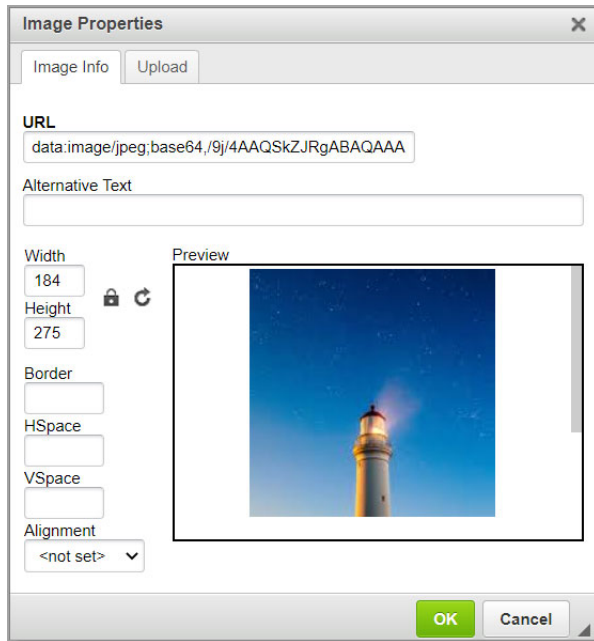 Image Properties
Image Info Upload
URL
data:image/jpeg;base64,/9j/4AAQSkZJRgABAQAAA
Alternative Text
Width
184
Height
275
Preview
Border
HSpace
VSpace
Alignment
<not set>
OK Cancel